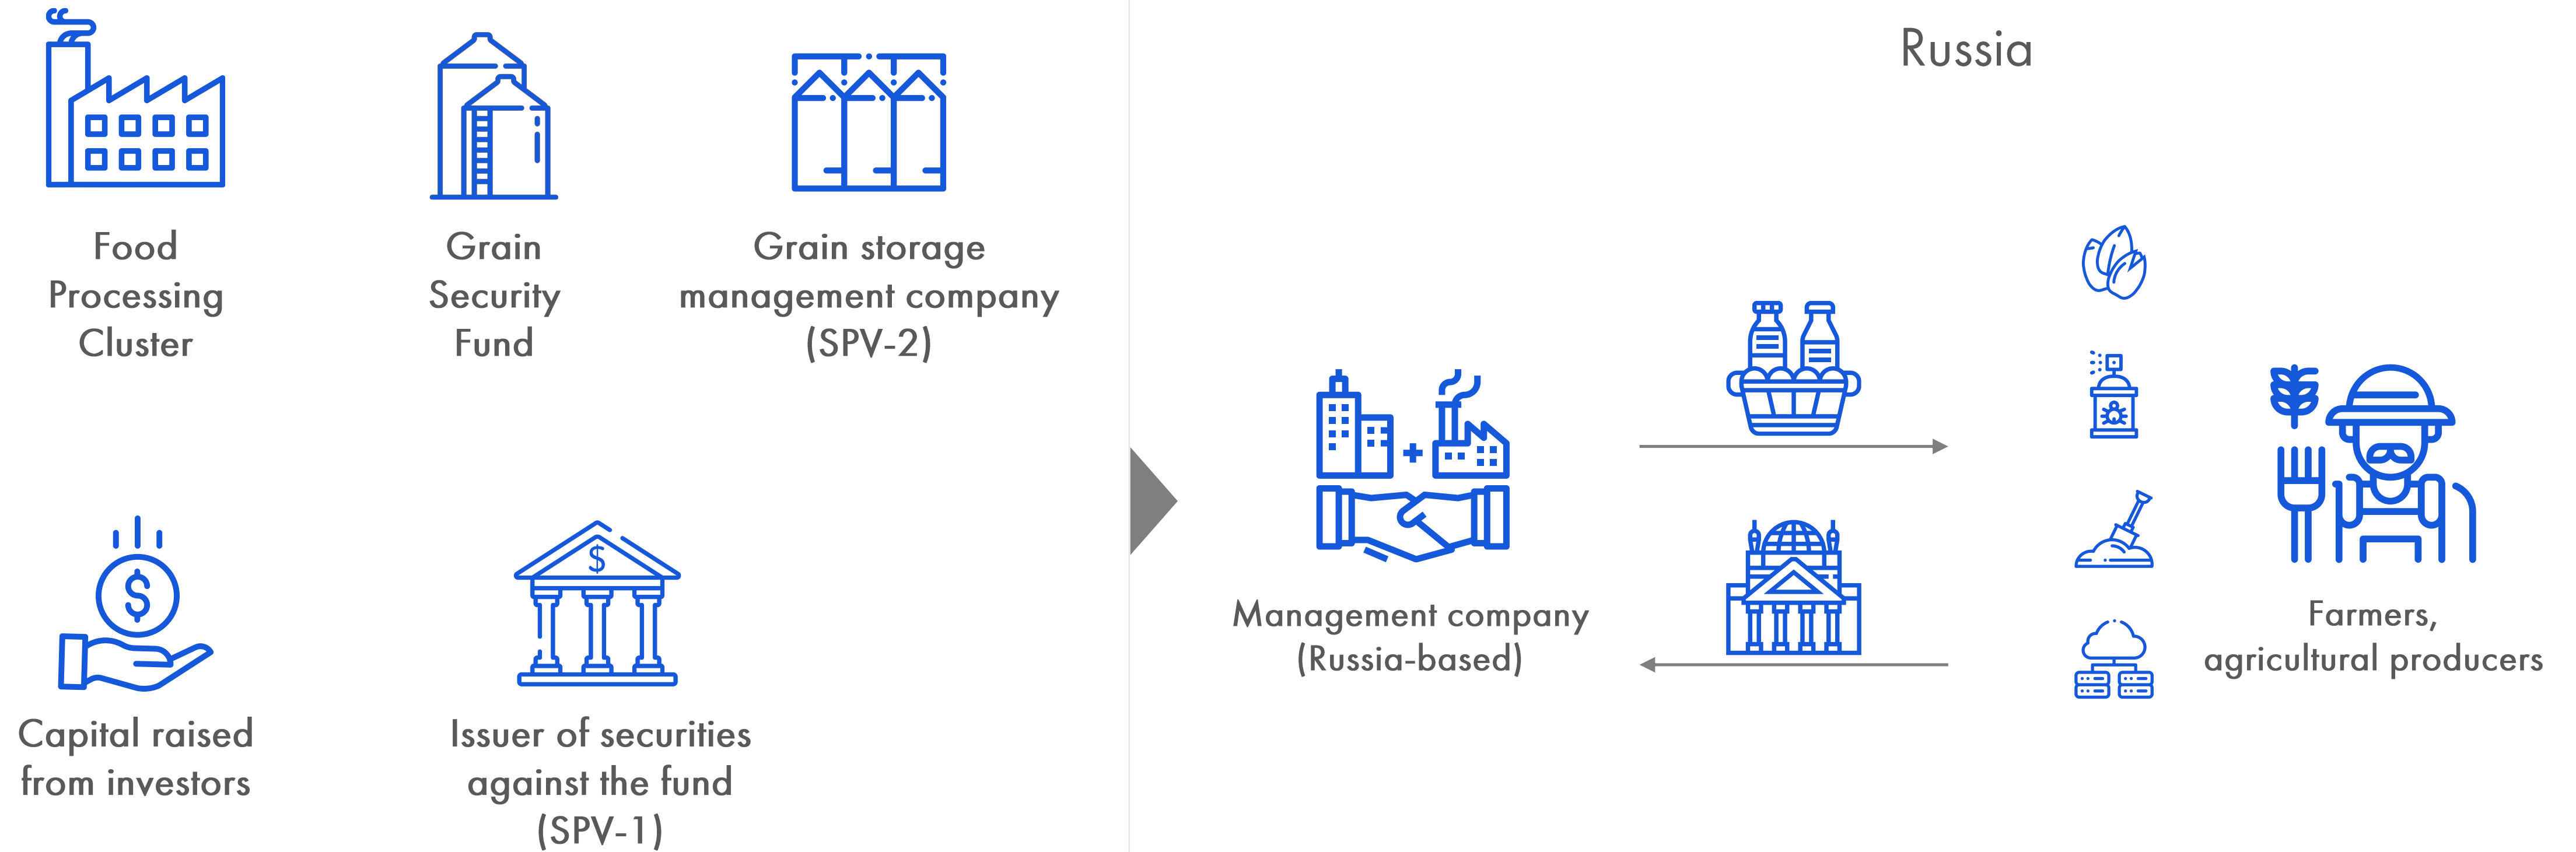 Russia
Food
Processing
Cluster
Grain
Security
Fund
Grain storage
management company
(SPV-2)
Capital raised
from investors
$
Issuer of securities
against the fund
(SPV-1)
$
Management company
(Russia-based)
Farmers,
agricultural producers